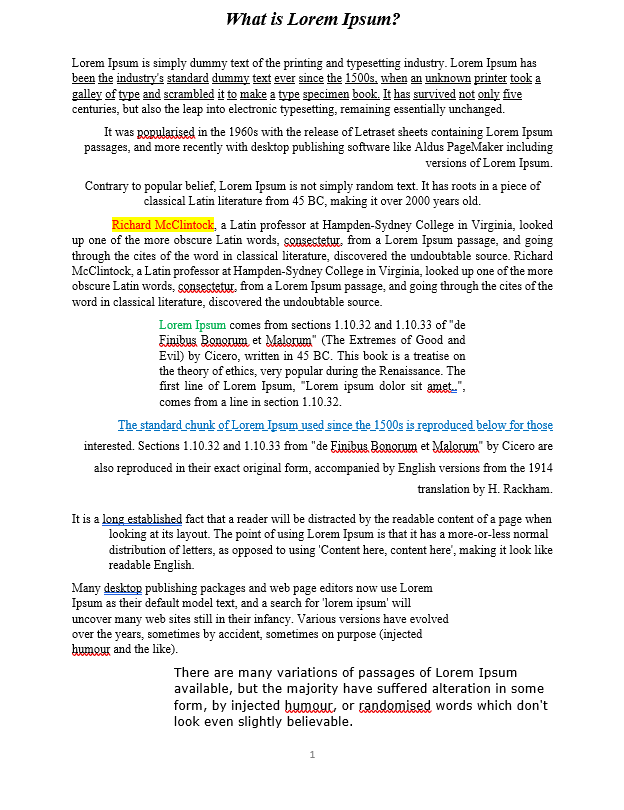 What is Lorem Ipsum?
Lorem Ipsum is simply dummy text of the printing and typesetting industry. Lorem Ipsum has
been the industry's standard dummy text ever since the 1500s, when an unknown printer took a
galley of type and scrambled it to make a type specimen book. It has survived not only five
centuries, but also the leap into electronic typesetting, remaining essentially unchanged.
It was popularised in the 1960s with the release of Letraset sheets containing Lorem Ipsum
passages, and more recently with desktop publishing software like Aldus PageMaker including
versions of Lorem Ipsum.
Contrary to popular belief, Lorem Ipsum is not simply random text. It has roots in a piece of
classical Latin literature from 45 BC, making it over 2000 years old.
Richard McClintock, a Latin professor at Hampden-Sydney College in Virginia, looked
up one of the more obscure Latin words, consectetur, from a Lorem Ipsum passage, and going
through the cites of the word in classical literature, discovered the undoubtable source. Richard
McClintock, a Latin professor at Hampden-Sydney College in Virginia, looked up one of the more
obscure Latin words, consectetur, from a Lorem Ipsum passage, and going through the cites of the
word in classical literature, discovered the undoubtable source.
Lorem Ipsum comes from sections 1.10.32 and 1.10.33 of "de
Finibus Bonorum et Malorum" (The Extremes of Good and
Evil) by Cicero, written in 45 BC. This book is a treatise on
the theory of ethics, very popular during the Renaissance. The
first line of Lorem Ipsum, "Lorem ipsum dolor sit amet..",
comes from a line in section 1.10.32.
The standard chunk of Lorem Ipsum used since the 1500s is reproduced below for those
interested. Sections 1.10.32 and 1.10.33 from "de Finibus Bonorum et Malorum" by Cicero are
also reproduced in their exact original form, accompanied by English versions from the 1914
translation by H. Rackham.
It is a long established fact that a reader will be distracted by the readable content of a page when
looking at its layout. The point of using Lorem Ipsum is that it has a more-or-less normal
distribution of letters, as opposed to using 'Content here, content here', making it look like
readable English.
Many desktop publishing packages and web page editors now use Lorem
Ipsum as their default model text, and a search for 'lorem ipsum' will
uncover many web sites still in their infancy. Various versions have evolved
over the years, sometimes by accident, sometimes on purpose (injected
humour and the like).
There are many variations of passages of Lorem Ipsum
available, but the majority have suffered alteration in some
form, by injected humour, or randomised words which don't
look even slightly believable.
1